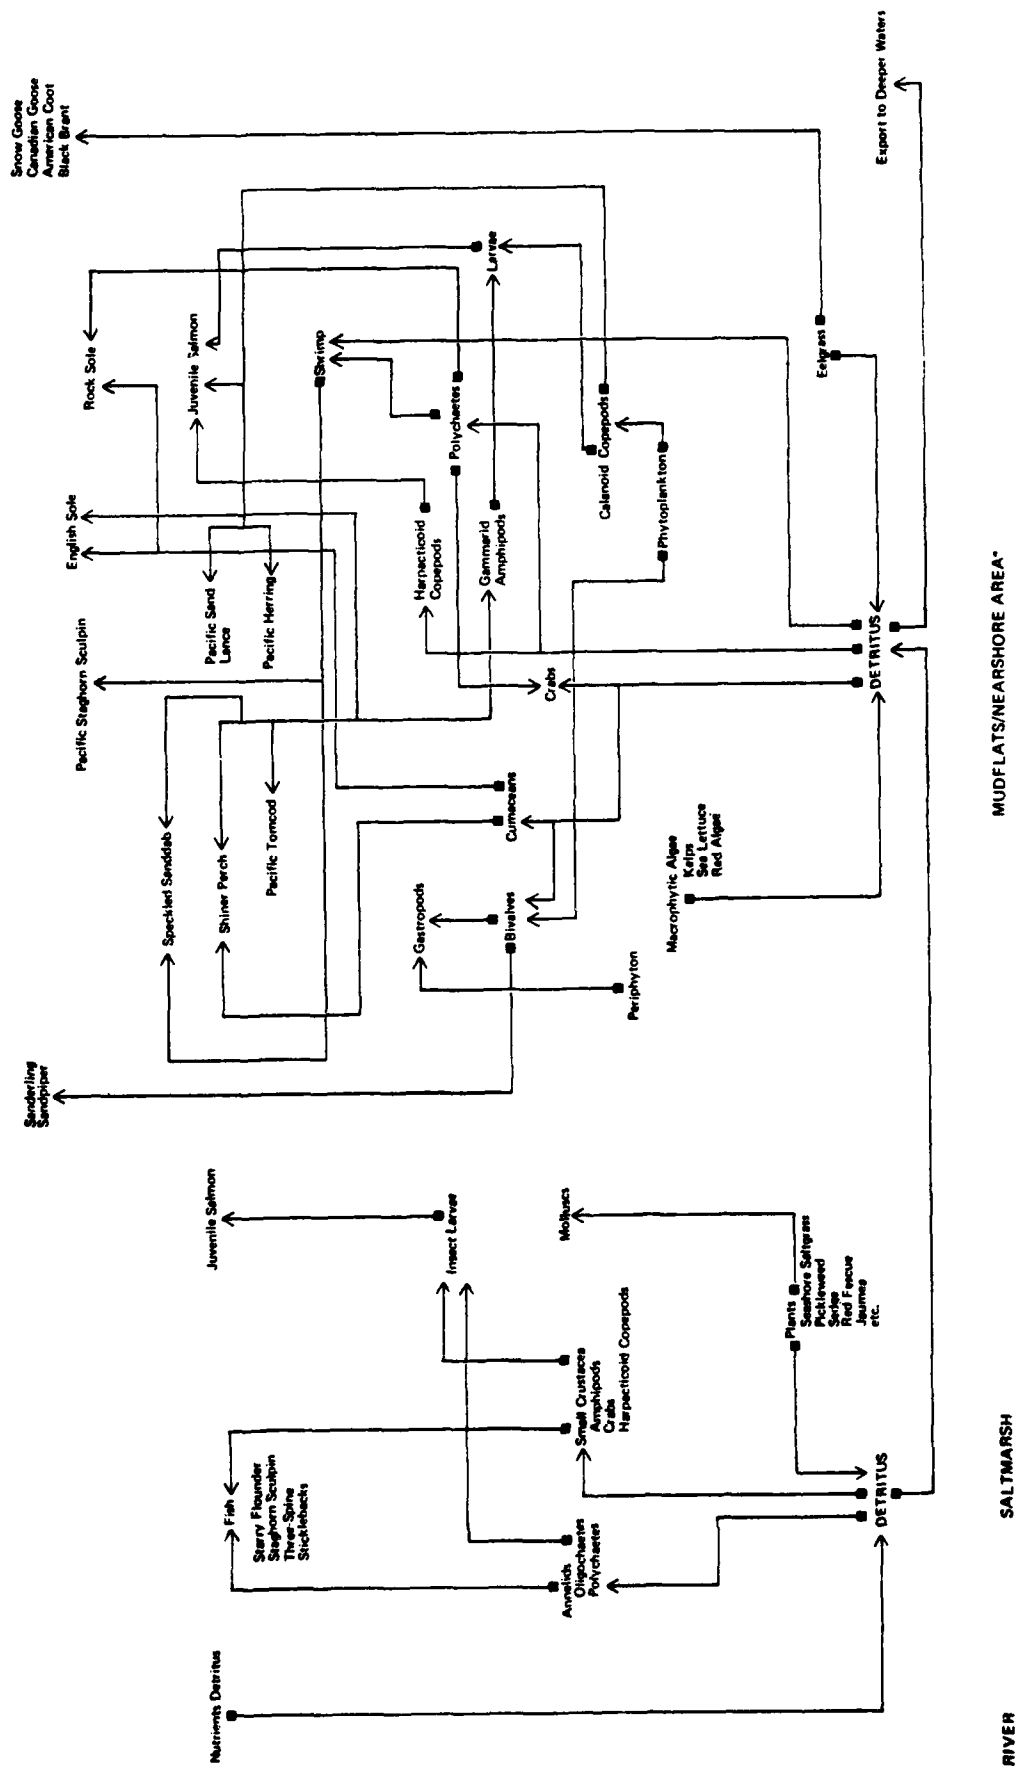 Nutrients Detritus
RIVER
Fish
Starry Flounder
Staghorn Sculpin
Three-Spine
Sticklebacks
Annelids
Oligochaetes
Polychaetes
Small Crustacea
Amphipods
Crabs
Harpacticoid Copepods
DETRITUS
Juvenile Salmon
Insect Larvae
Molluscs
Plants
Seashore Saltgrass
Pickleweed
Sedge
Red Fescue
Jaumea
etc.
SALTMARSH
Sanderling
Sandpiper
Speckled Sanddab
Shiner Perch
Pacific Tomcod
Gastropods
Bivalves
Periphyton
Cumaceans
Macrophytic Algae
Kelps
Sea Lettuce
Red Algae
Pacific Staghorn Sculpin
English Sole
Rock Sole
Pacific Sand
Lance
Pacific Herring
Juvenile Salmon
Shrimp
Harpacticoid
Copepods
Polychaetes
Gammarid
Amphipods
Larvae
Crabs
Calanoid Copepods
Phytoplankton
Eelgrass
DETRITUS
Snow Goose
Canadian Goose
American Coot
Black Brant
Export to Deeper Waters
MUDFLATS/NEARSHORE AREA*